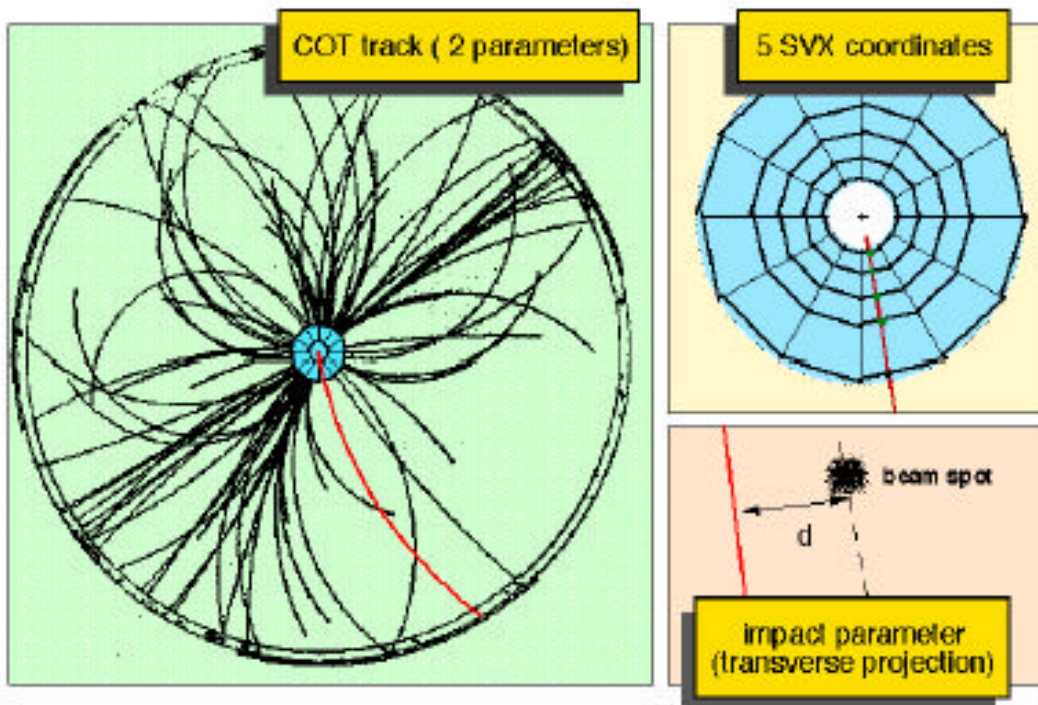 COT track ( 2 parameters)
5 SVX coordinates
beam spot
d
impact parameter
(transverse projection)